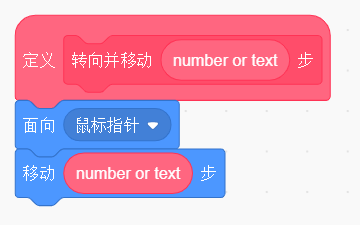 定义 转向并移动 number or text 步
面向 鼠标指针
移动 number or text 步